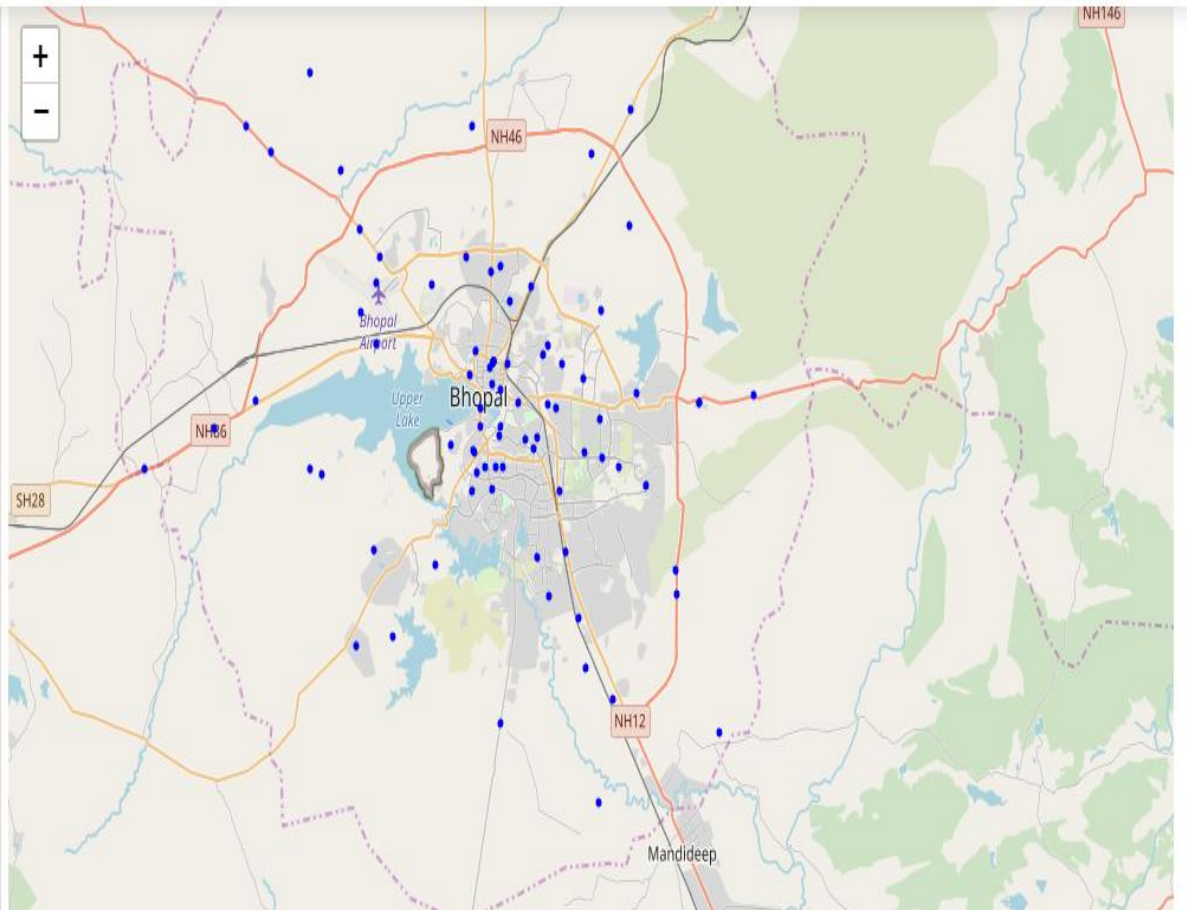 NH146
+
−
NH46
Bhopal
Airport
Upper
Lake
Bhopal
NH86
SH28
NH12
Mandideep